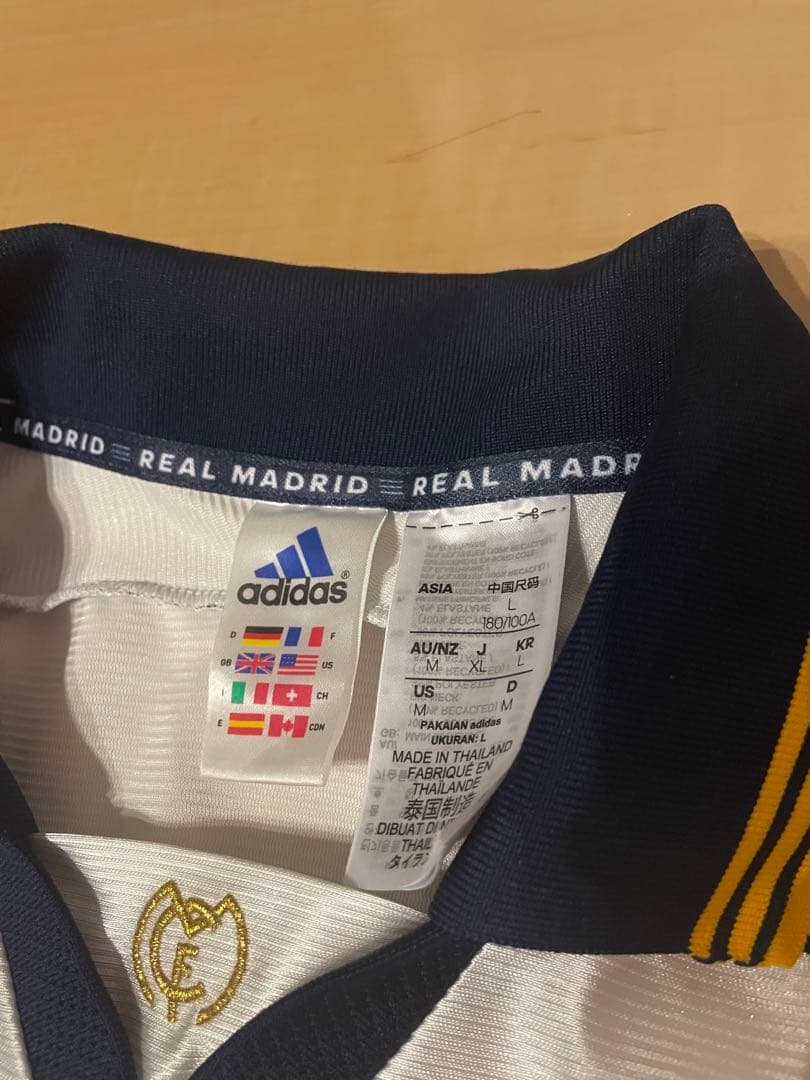 MADRID REAL MADRID REAL MADR
adidas®
D F
GB US
I CH
E CDN
ASIA 中国尺码
L
180/100A
AU/NZ J KR
M XL L
US D
M M
PAKAIAN adidas
UKURAN: L
MADE IN THAILAND
FABRIQUÉ EN
THAÏLANDE
泰国制造
DIBUAT DI
THAIL
タイ